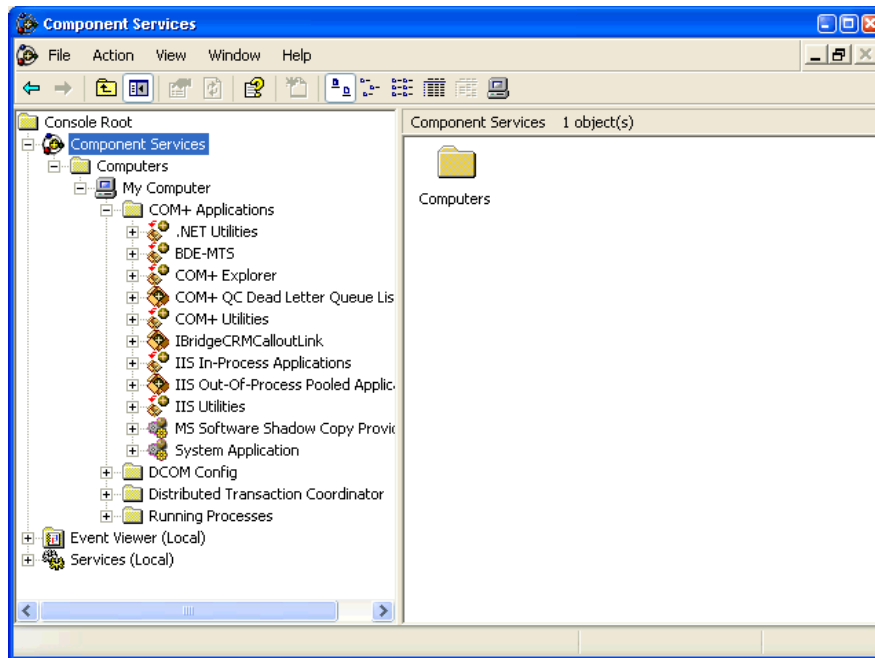 Component Services
File Action View Window Help
Console Root
Component Services
Computers
My Computer
COM+ Applications
.NET Utilities
BDE-MTS
COM+ Explorer
COM+ QC Dead Letter Queue Lis
COM+ Utilities
IBridgeCRMCalloutLink
IIS In-Process Applications
IIS Out-Of-Process Pooled Applic
IIS Utilities
MS Software Shadow Copy Provi
System Application
DCOM Config
Distributed Transaction Coordinator
Running Processes
Event Viewer (Local)
Services (Local)
Component Services 1 object(s)
Computers